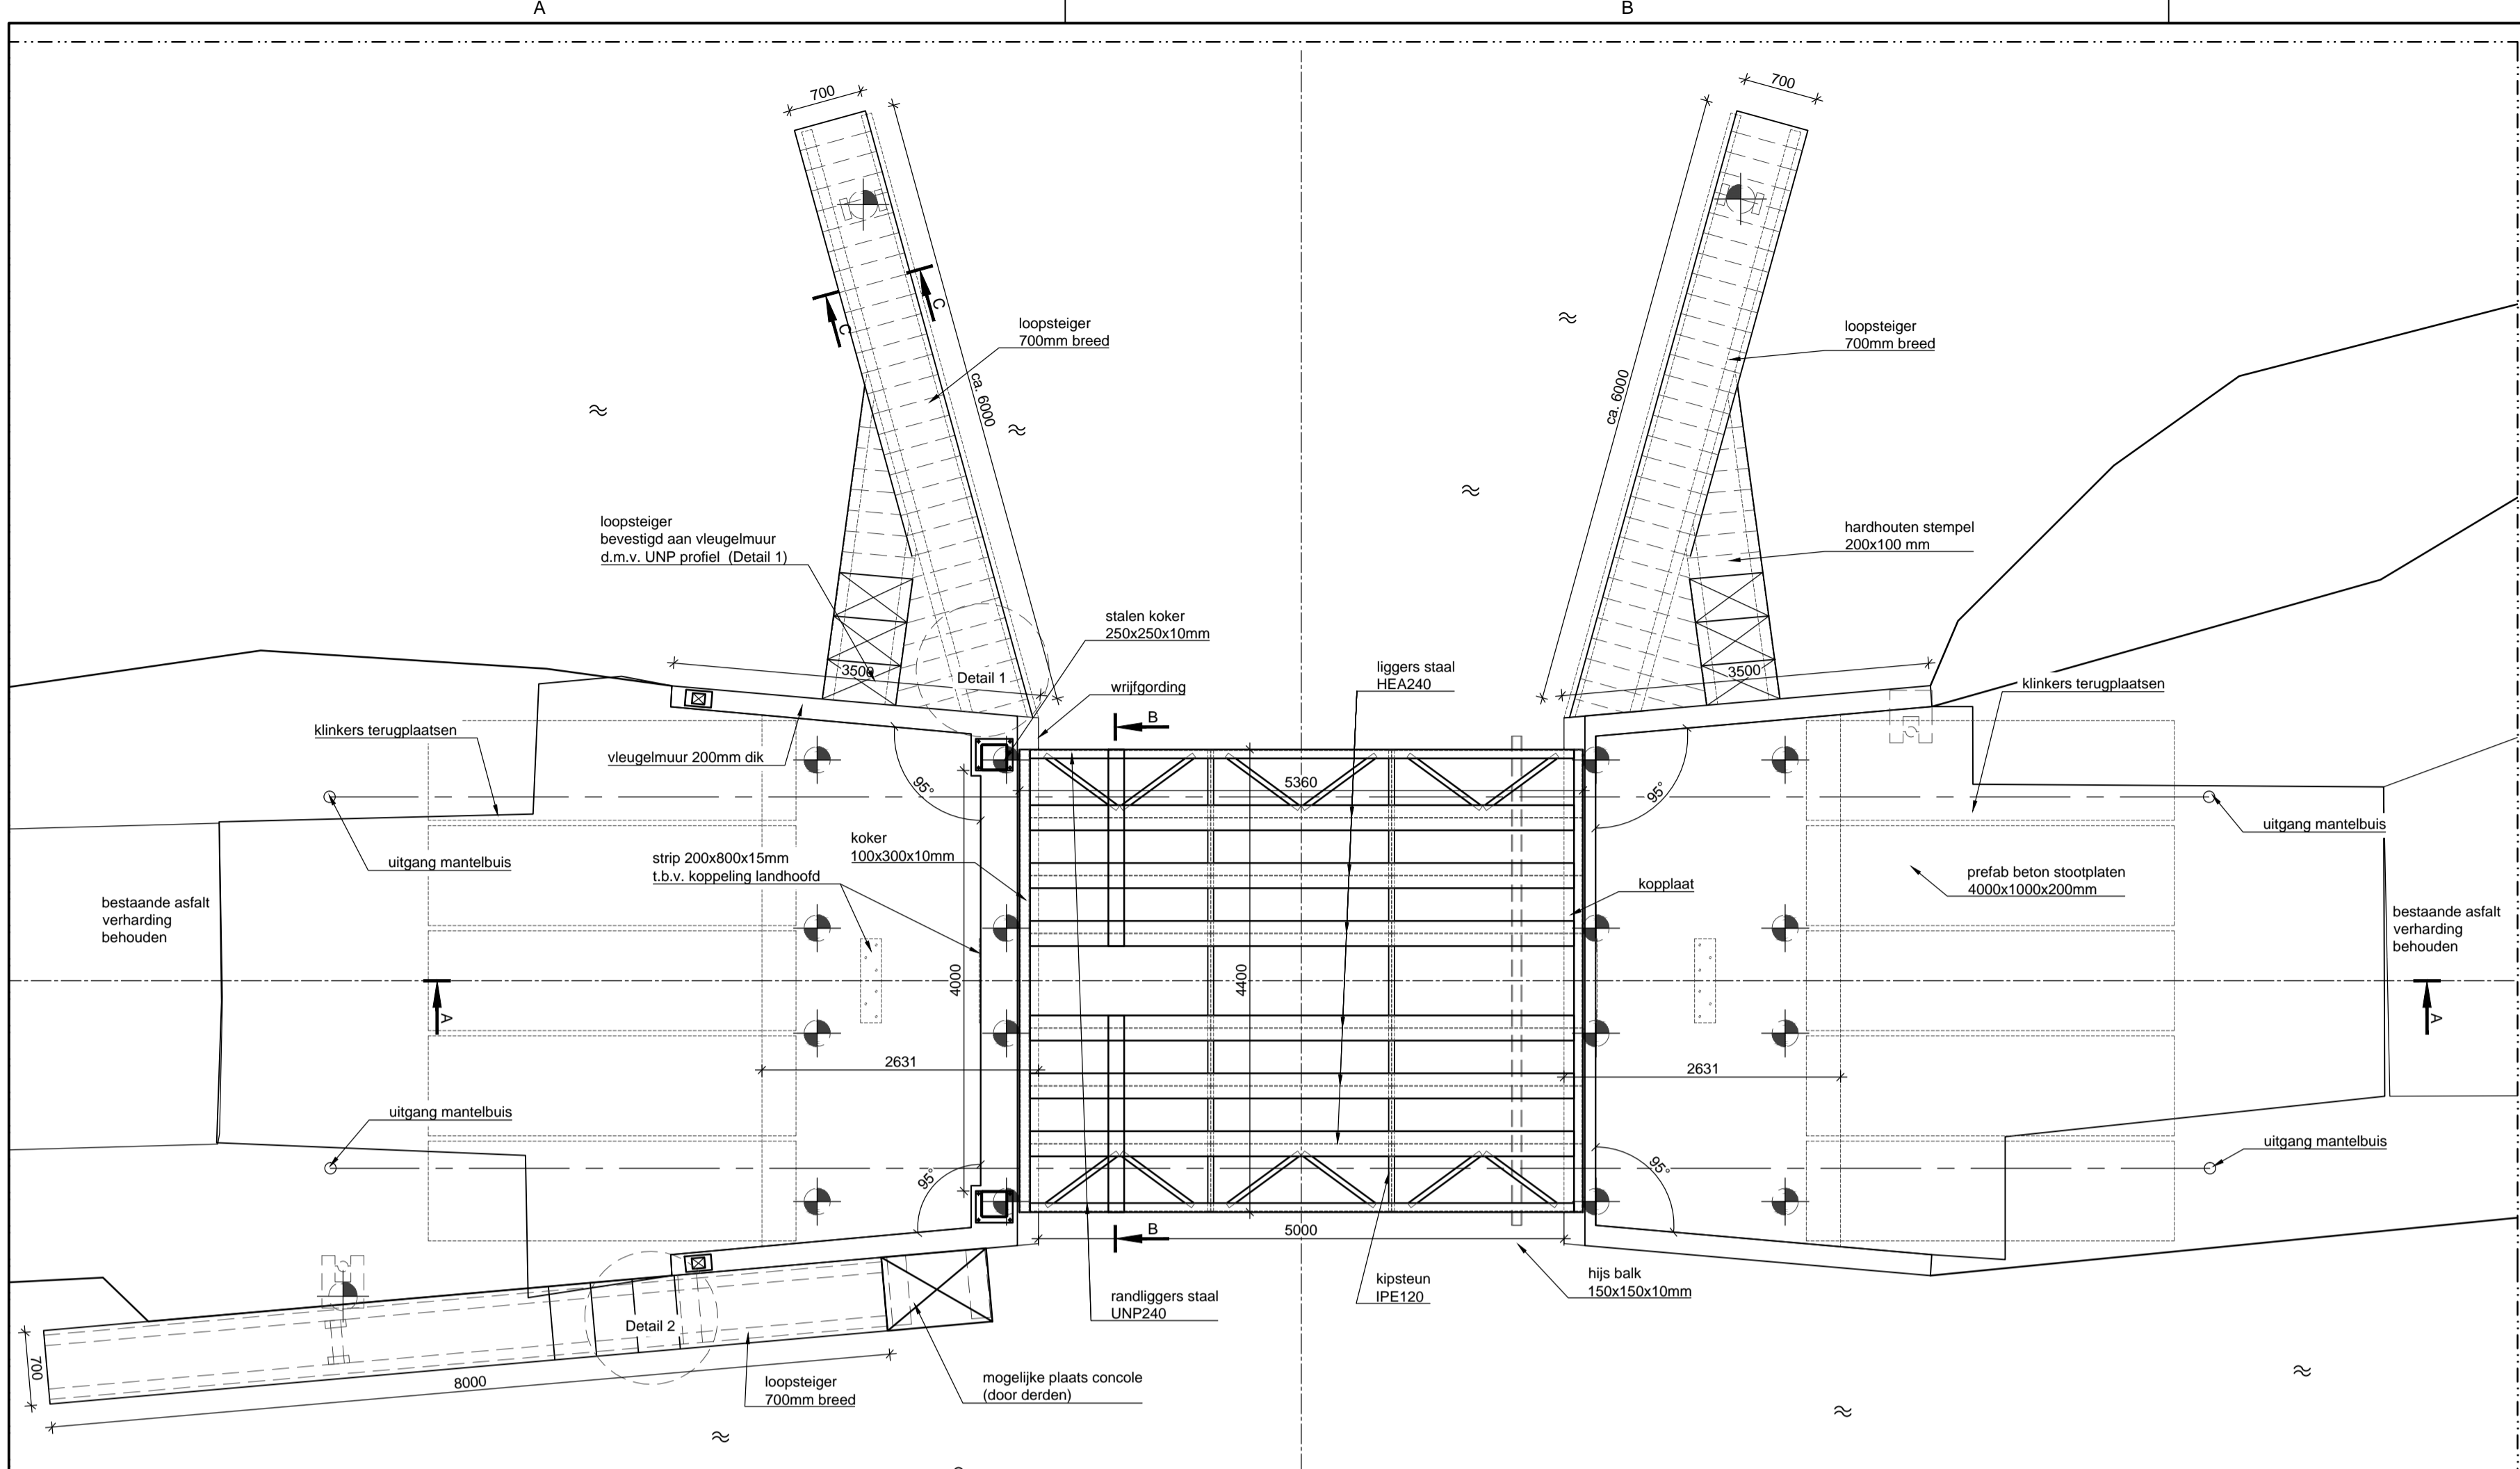 A
B
700
700
C
C
loopsteiger
700mm breed
loopsteiger
700mm breed
ca. 6000
ca. 6000
loopsteiger
bevestigd aan vleugelmuur
d.m.v. UNP profiel (Detail 1)
hardhouten stempel
200x100 mm
stalen koker
250x250x10mm
3500
Detail 1
wrijfgording
liggers staal
HEA240
3500
klinkers terugplaatsen
klinkers terugplaatsen
B
vleugelmuur 200mm dik
95°
5360
95°
uitgang mantelbuis
uitgang mantelbuis
strip 200x800x15mm
t.b.v. koppeling landhoofd
koker
100x300x10mm
kopplaat
prefab beton stootplaten
4000x1000x200mm
bestaande asfalt
verharding
behouden
bestaande asfalt
verharding
behouden
4000
4400
A
A
2631
2631
uitgang mantelbuis
uitgang mantelbuis
95°
95°
B
5000
kipsteun
IPE120
hijs balk
150x150x10mm
randliggers staal
UNP240
Detail 2
700
8000
loopsteiger
700mm breed
mogelijke plaats concole
(door derden)